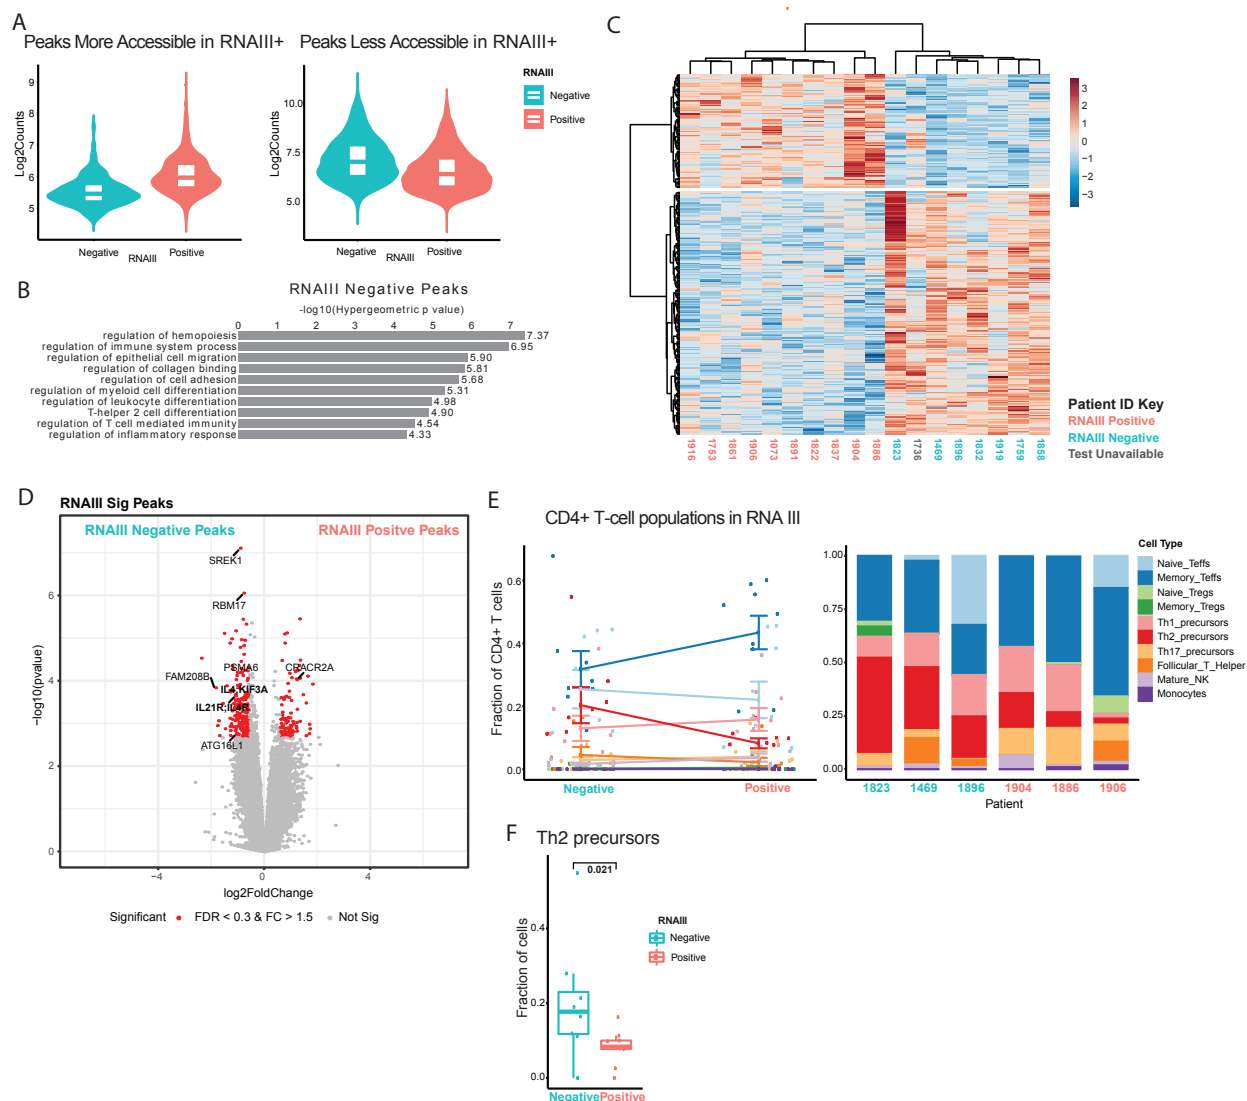 A
Peaks More Accessible in RNAIII+
Peaks Less Accessible in RNAIII+
Log2Counts
9
8
7
6
5
Negative
RNAIII
Positive
Log2Counts
10.0
7.5
5.0
Negative
RNAIII
Positive
RNAIII
Negative
Positive
B
RNAIII Negative Peaks
-log10(Hypergeometric p value)
0 1 2 3 4 5 6 7
regulation of hemopoiesis 7.37
regulation of immune system process 6.95
regulation of epithelial cell migration 5.90
regulation of collagen binding 5.81
regulation of cell adhesion 5.68
regulation of myeloid cell differentiation 5.31
regulation of leukocyte differentiation 4.98
T-helper 2 cell differentiation 4.90
regulation of T cell mediated immunity 4.54
regulation of inflammatory response 4.33
C
3
2
1
0
−1
−2
−3
1916 1753 1861 1906 1073 1891 1822 1837 1904 1886 1823 1736 1469 1896 1832 1919 1759 1858
Patient ID Key
RNAIII Positive
RNAIII Negative
Test Unavailable
D
RNAIII Sig Peaks
RNAIII Negative Peaks
RNAIII Positve Peaks
SREK1
RBM17
PSMA6
CRACR2A
FAM208B
IL4;KIF3A
IL21R;IL4R
ATG16L1
−log10(pvalue)
6
4
2
0
−4 0 4
log2FoldChange
Significant FDR < 0.3 & FC > 1.5 Not Sig
E
CD4+ T-cell populations in RNA III
Fraction of CD4+ T cells
0.6
0.4
0.2
0.0
Negative
Positive
1.00
0.75
0.50
0.25
0.00
1823 1469 1896 1904 1886 1906
Patient
Cell Type
Naive_Teffs
Memory_Teffs
Naive_Tregs
Memory_Tregs
Th1_precursors
Th2_precursors
Th17_precursors
Follicular_T_Helper
Mature_NK
Monocytes
F
Th2 precursors
0.021
Fraction of cells
0.4
0.2
0.0
Negative
Positive
RNAIII
Negative
Positive